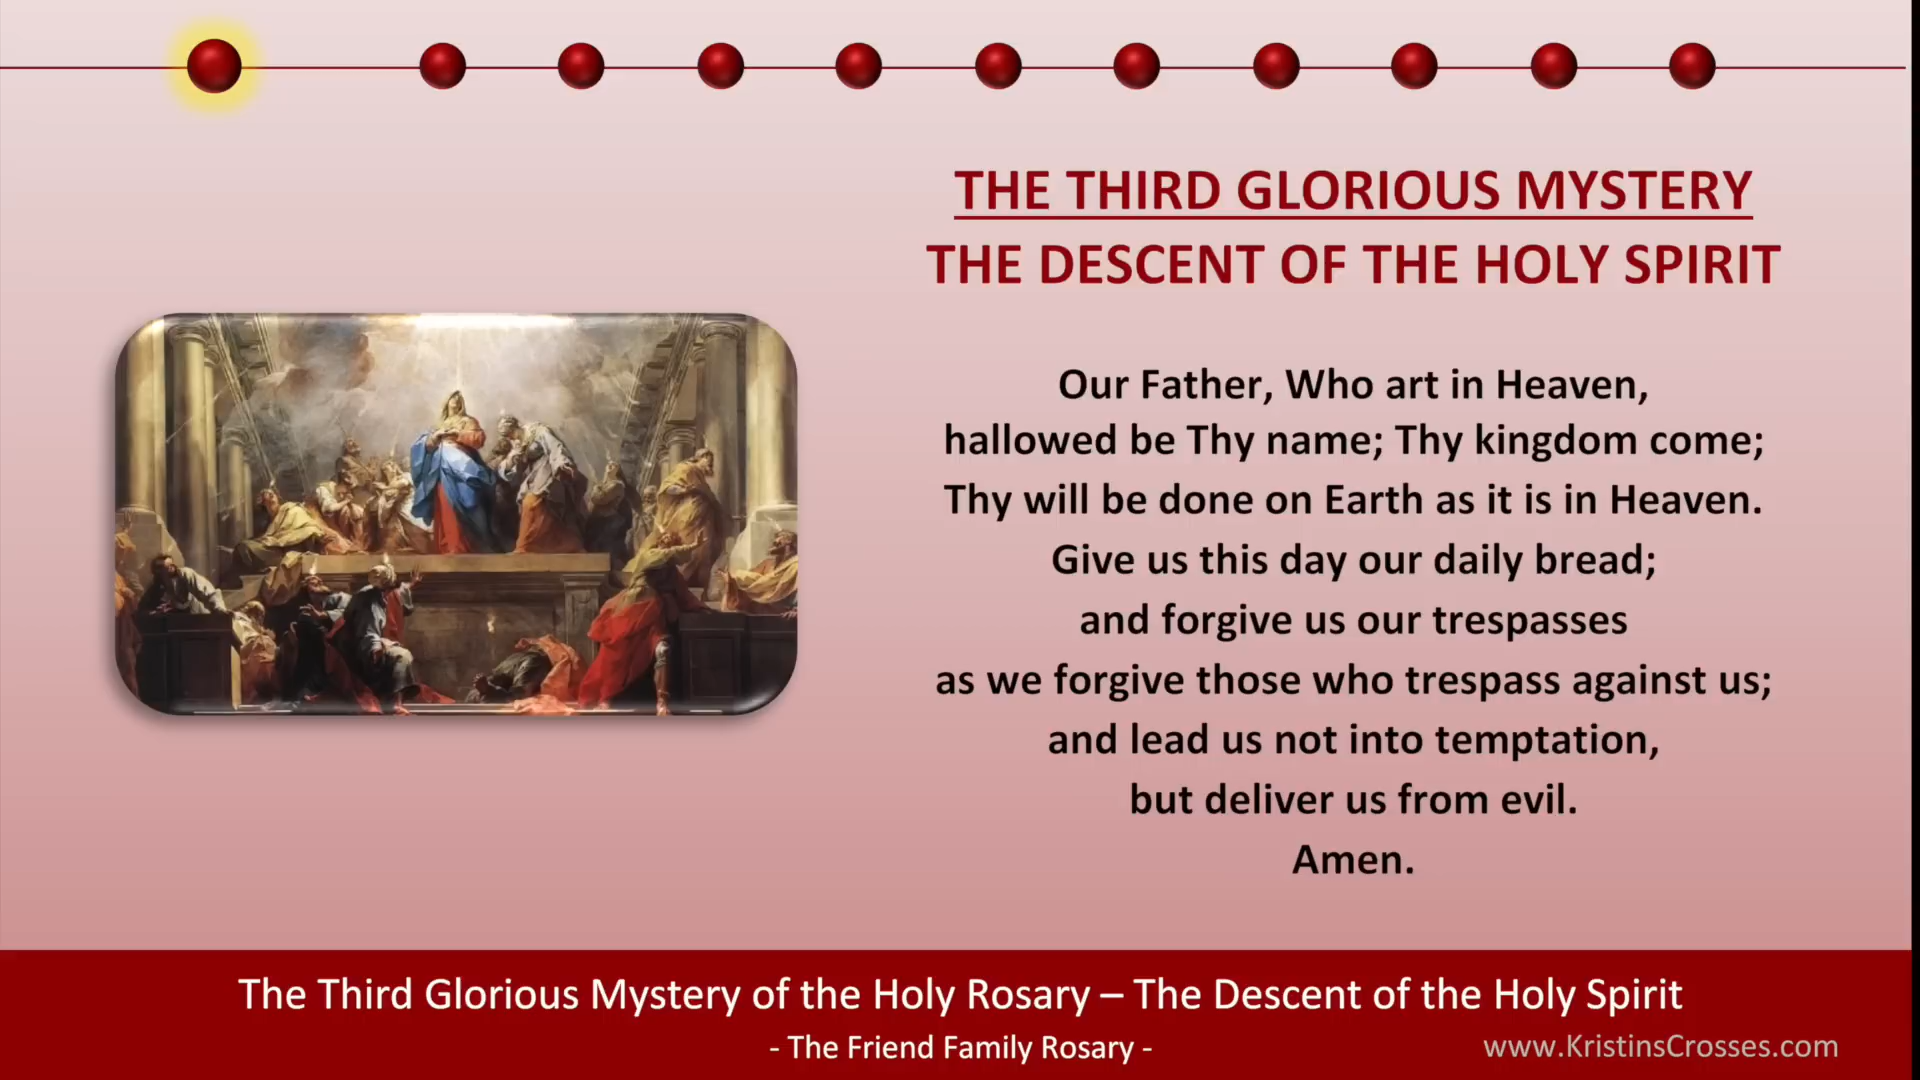 THE THIRD GLORIOUS MYSTERY
THE DESCENT OF THE HOLY SPIRIT
Our Father, Who art in Heaven,
hallowed be Thy name; Thy kingdom come;
Thy will be done on Earth as it is in Heaven.
Give us this day our daily bread;
and forgive us our trespasses
as we forgive those who trespass against us;
and lead us not into temptation,
but deliver us from evil.
Amen.
The Third Glorious Mystery of the Holy Rosary – The Descent of the Holy Spirit
- The Friend Family Rosary -
www.KristinsCrosses.com